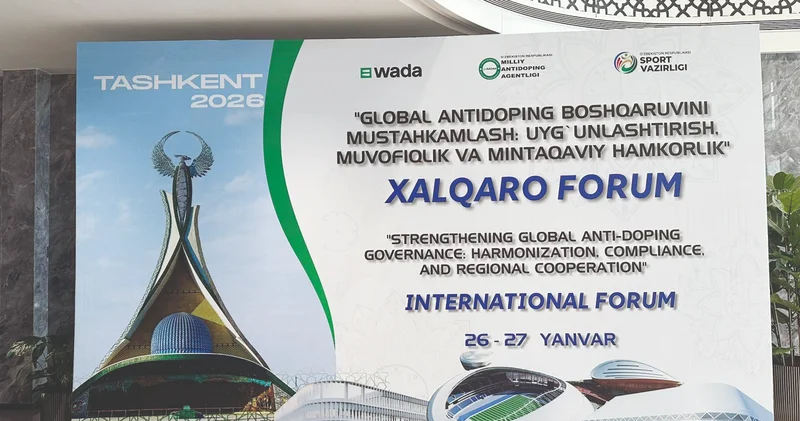 TASHKENT
2026
wada
O'ZBEKISTON RESPUBLIKASI
MILLIY
ANTIDOPING
AGENTLIGI
O'ZBEKISTON RESPUBLIKASI
SPORT
VAZIRLIGI
"GLOBAL ANTIDOPING BOSHQARUVINI
MUSTAHKAMLASH: UYG`UNLASHTIRISH,
MUVOFIQLIK VA MINTAQAVIY HAMKORLIK"
XALQARO FORUM
"STRENGTHENING GLOBAL ANTI-DOPING
GOVERNANCE: HARMONIZATION, COMPLIANCE,
AND REGIONAL COOPERATION"
INTERNATIONAL FORUM
26 - 27 YANVAR